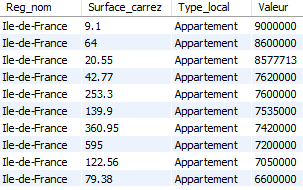 Reg_nom Surface_carrez Type_local Valeur
Ile-de-France 9.1 Appartement 9000000
Ile-de-France 64 Appartement 8600000
Ile-de-France 20.55 Appartement 8577713
Ile-de-France 42.77 Appartement 7620000
Ile-de-France 253.3 Appartement 7600000
Ile-de-France 139.9 Appartement 7535000
Ile-de-France 360.95 Appartement 7420000
Ile-de-France 595 Appartement 7200000
Ile-de-France 122.56 Appartement 7050000
Ile-de-France 79.38 Appartement 6600000